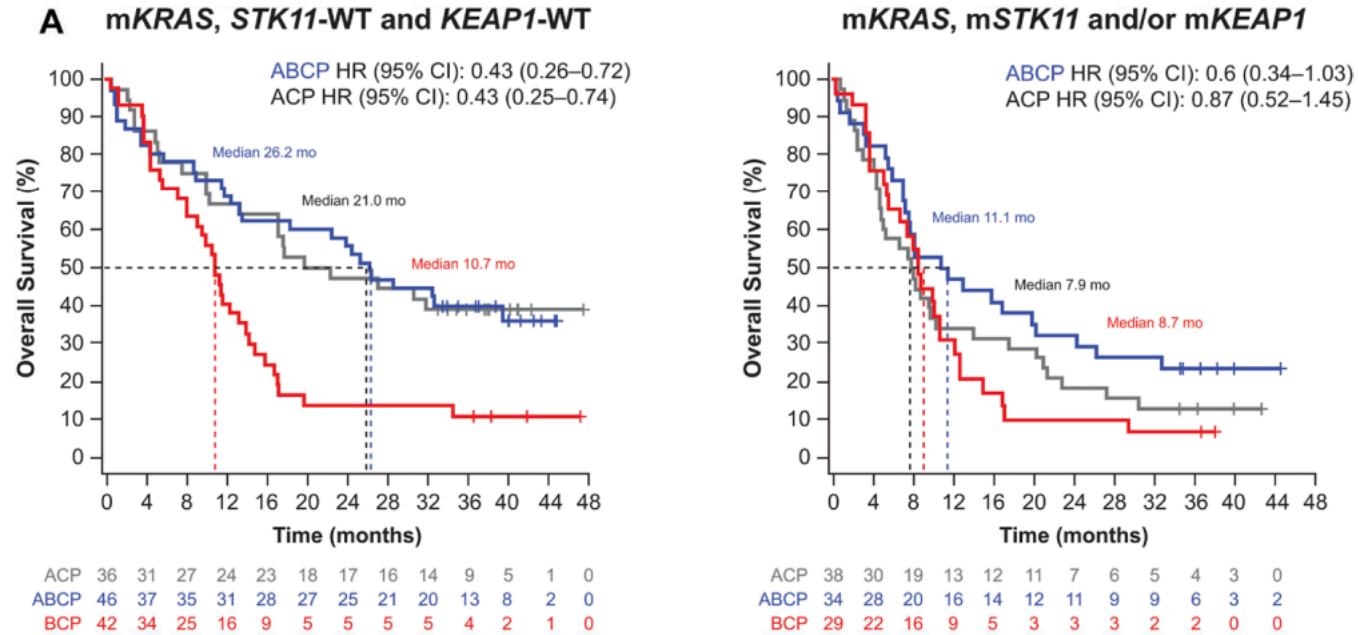 A
mKRAS, STK11-WT and KEAP1-WT
ABCP HR (95% CI): 0.43 (0.26–0.72)
ACP HR (95% CI): 0.43 (0.25–0.74)
Overall Survival (%)
100
90
80
70
60
50
40
30
20
10
0
Median 26.2 mo
Median 21.0 mo
Median 10.7 mo
0 4 8 12 16 20 24 28 32 36 40 44 48
Time (months)
ACP 36 31 27 24 23 18 17 16 14 9 5 1 0
ABCP 46 37 35 31 28 27 25 21 20 13 8 2 0
BCP 42 34 25 16 9 5 5 5 5 4 2 1 0
mKRAS, mSTK11 and/or mKEAP1
ABCP HR (95% CI): 0.6 (0.34–1.03)
ACP HR (95% CI): 0.87 (0.52–1.45)
Overall Survival (%)
100
90
80
70
60
50
40
30
20
10
0
Median 11.1 mo
Median 7.9 mo
Median 8.7 mo
0 4 8 12 16 20 24 28 32 36 40 44 48
Time (months)
ACP 38 30 19 13 12 11 7 6 5 4 3 0
ABCP 34 28 20 16 14 12 11 9 9 6 3 2
BCP 29 22 16 9 5 3 3 3 2 2 0 0